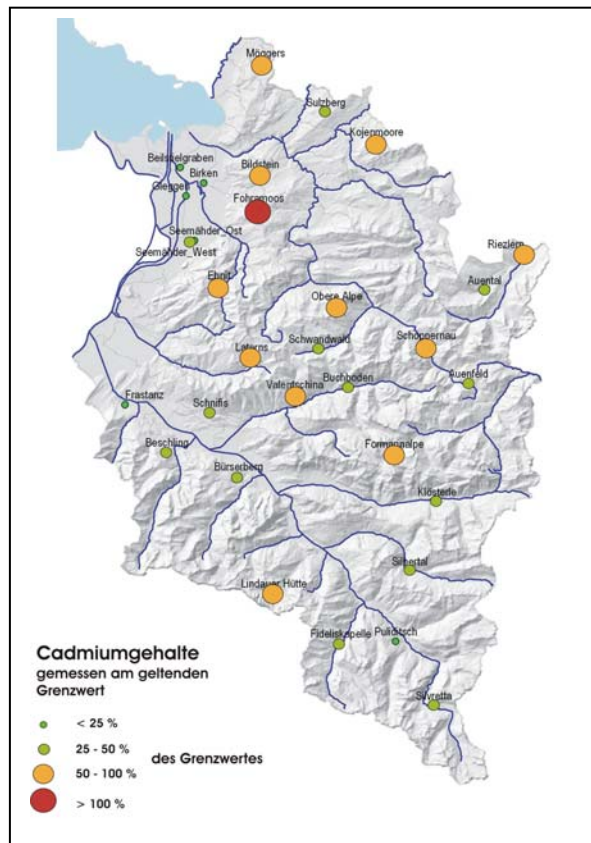 Möggers
Sulzberg
Kojenmoore
Beilspelgraben
Birken
Bildstein
Gleggen
Fohramoos
Seemähder_Ost
Seemähder_West
Riezlern
Ebnit
Auental
Obere Alpe
Schwandwald
Schoppernau
Laterns
Buchboden
Auenfeld
Valentschina
Frastanz
Schnifis
Beschling
Formarinalpe
Bürserberg
Klösterle
Silbertal
Lindauer Hütte
Fideliskapelle
Puliditsch
Silvretta
Cadmiumgehalte
gemessen am geltenden
Grenzwert
< 25 %
25 - 50 %
des Grenzwertes
50 - 100 %
> 100 %